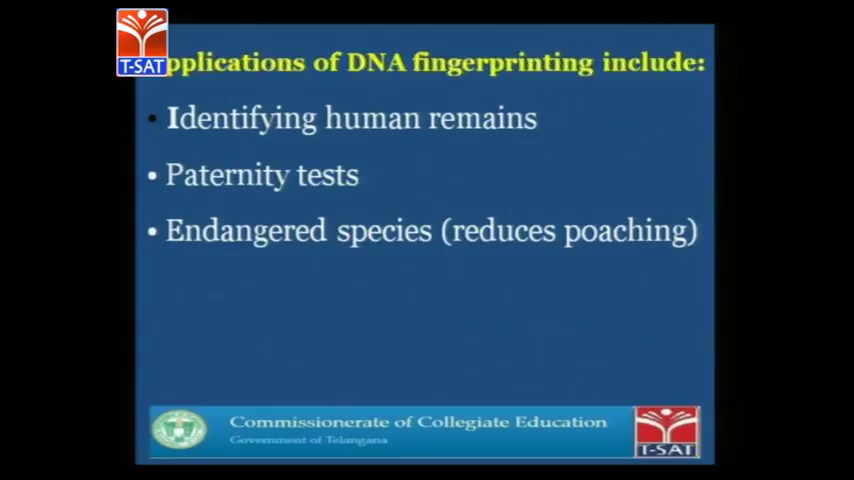 T-SAT
pplications of DNA fingerprinting include:
• Identifying human remains
• Paternity tests
• Endangered species (reduces poaching)
Commissionerate of Collegiate Education
Government of Telangana
T-SAT